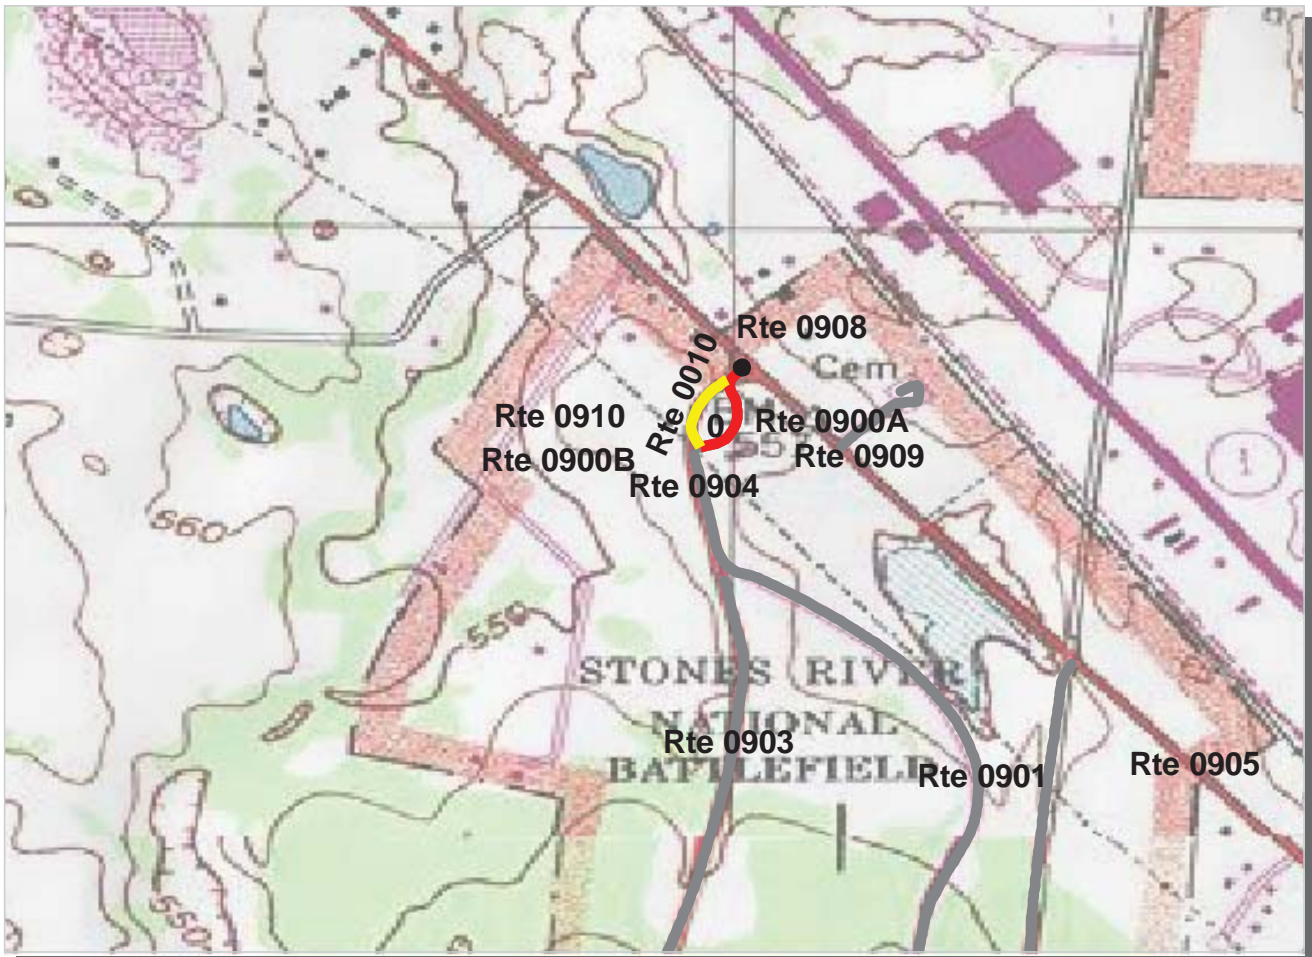 Rte 0908
Rte 0010
Cem
Rte 0910
0
Rte 0900A
Rte 0900B
Rte 0909
Rte 0904
1
660
550
STONES RIVER
NATIONAL
Rte 0903
BATTLEFIELD
Rte 0901
Rte 0905
550